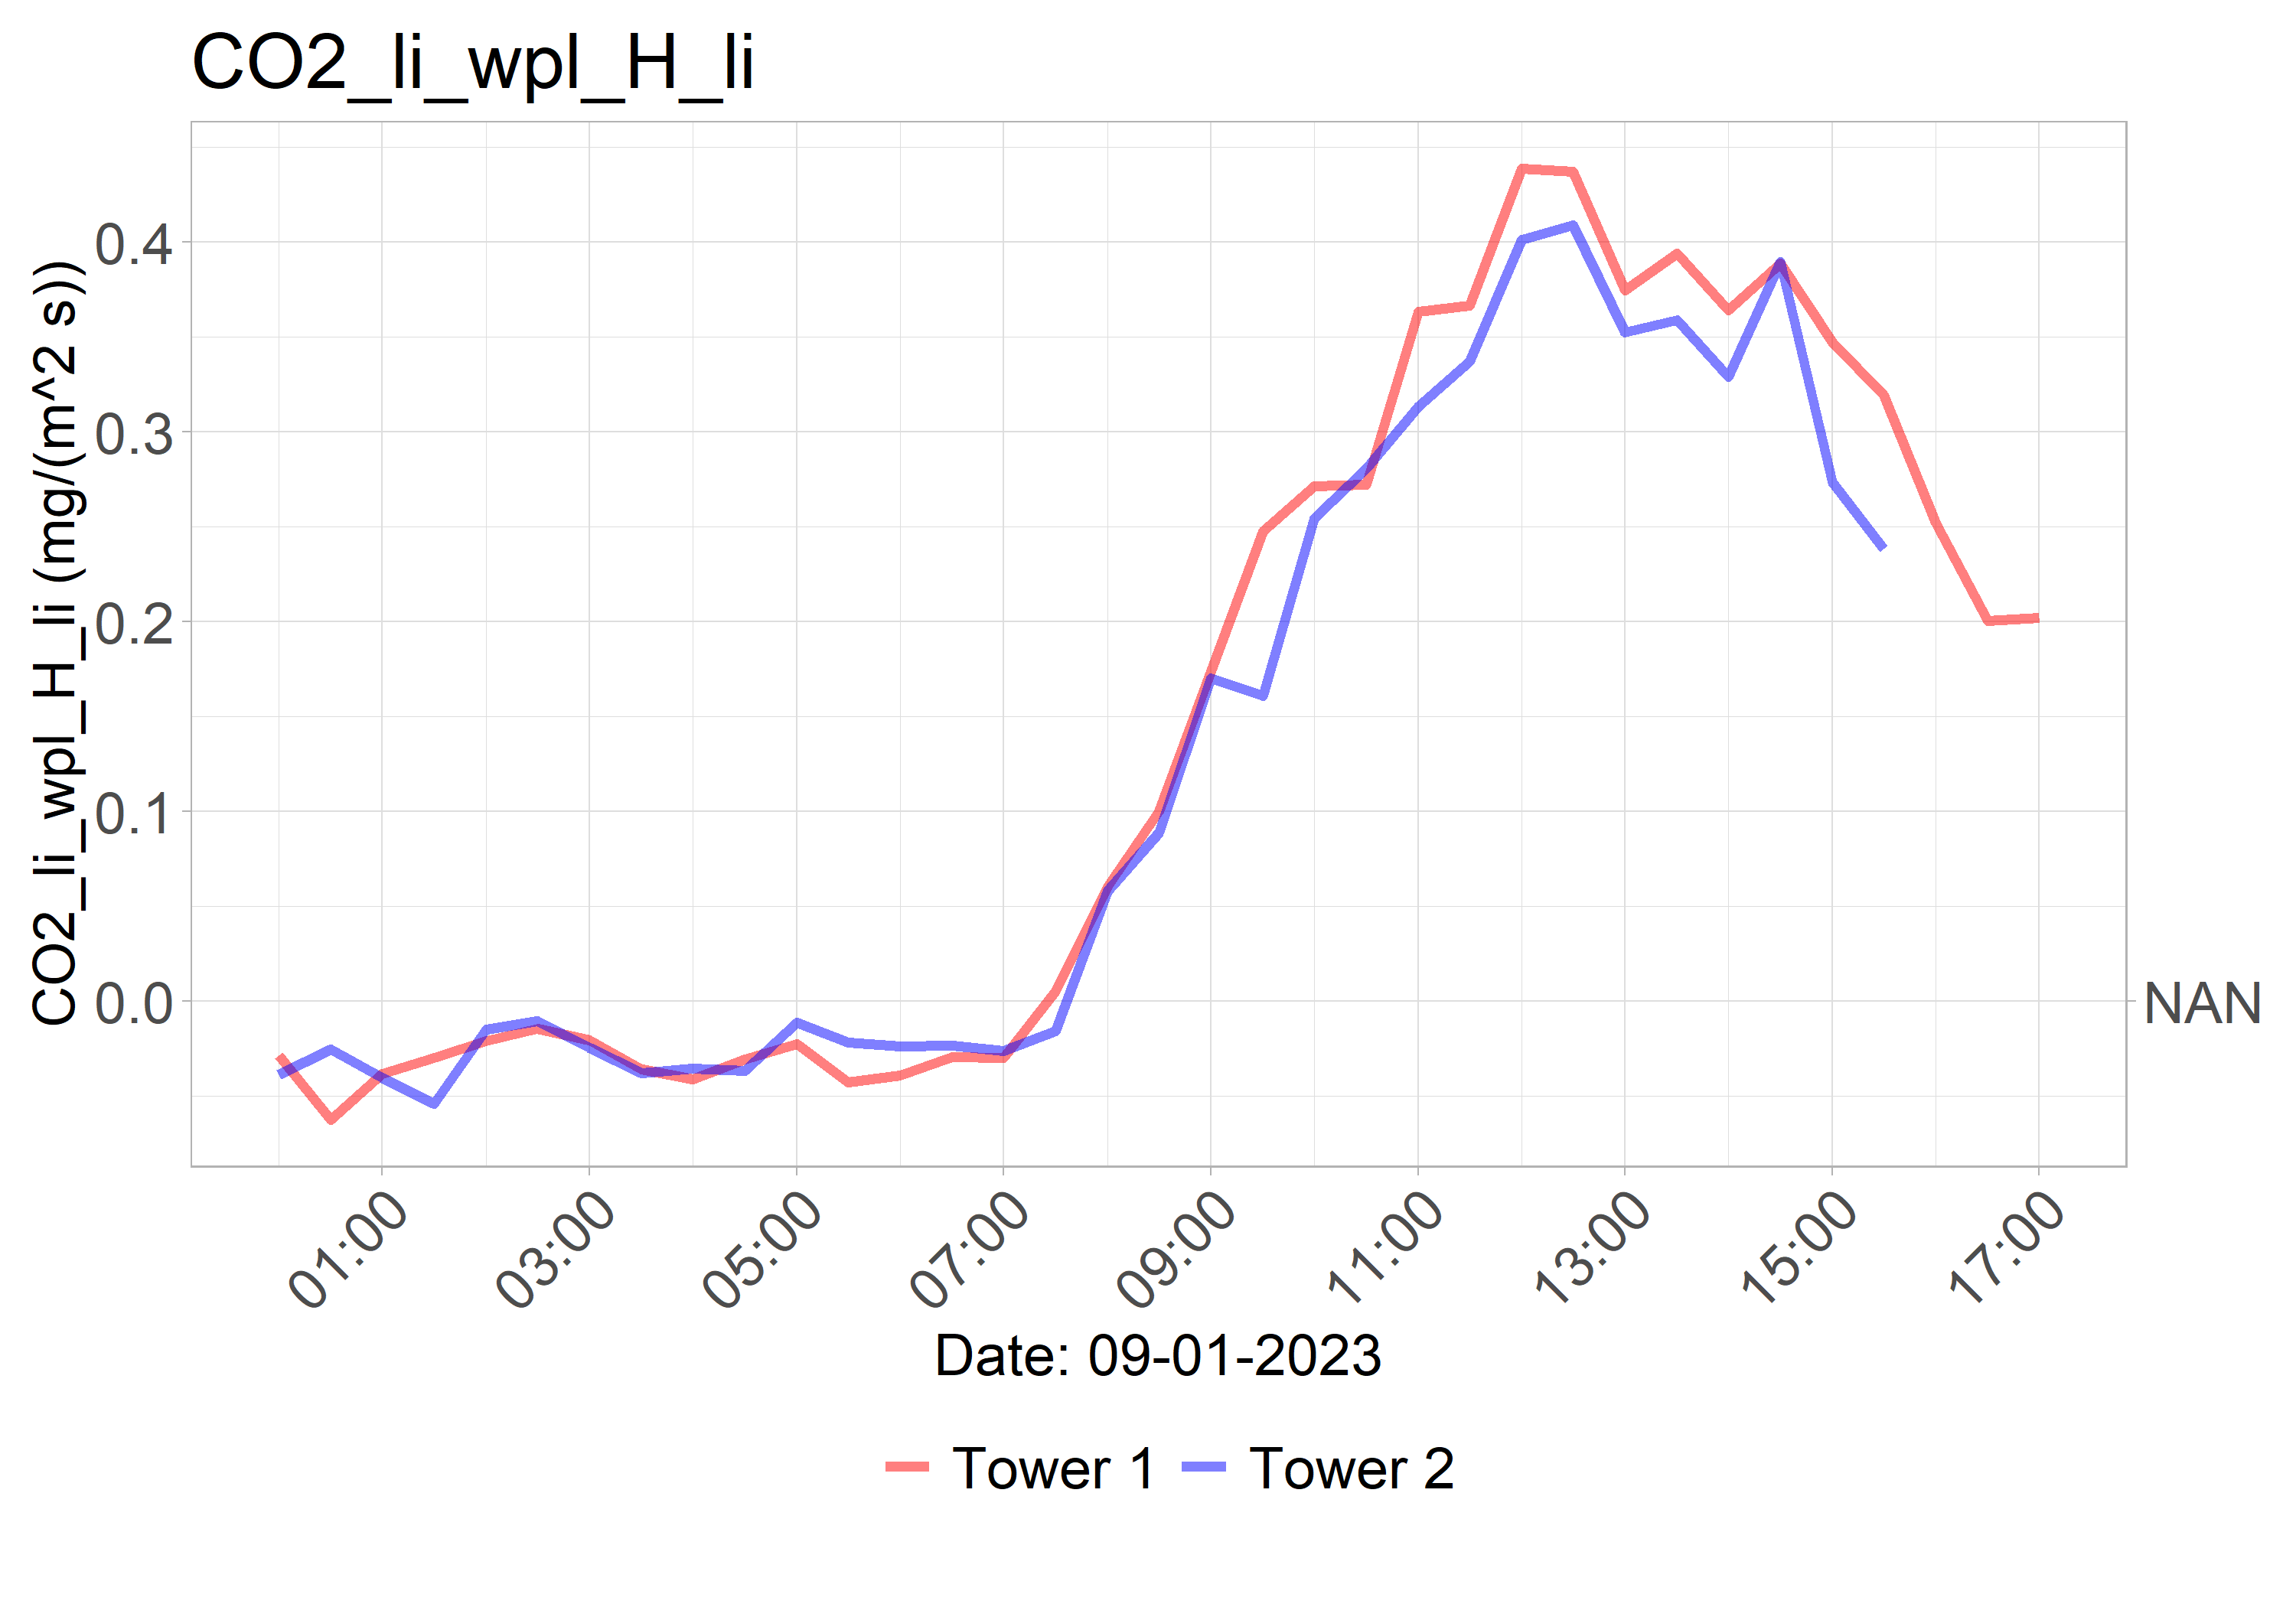 CO2_li_wpl_H_li
CO2_li_wpl_H_li (mg/(m^2 s))
0.4
0.3
0.2
0.1
0.0
NAN
01:00
03:00
05:00
07:00
09:00
11:00
13:00
15:00
17:00
Date: 09-01-2023
Tower 1
Tower 2